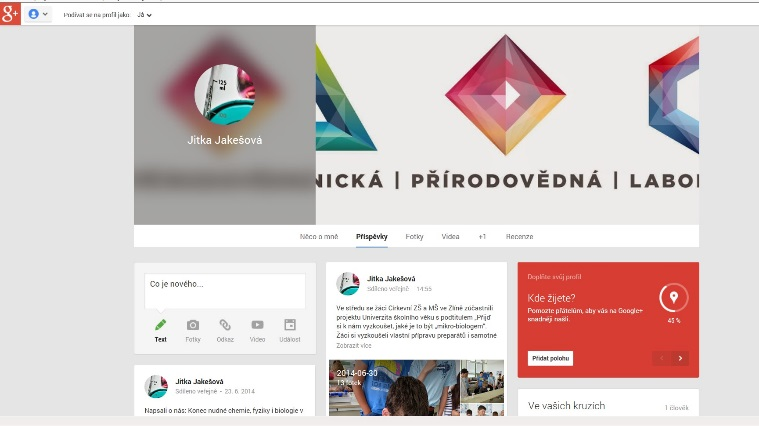 g+
Podívat se na profil jako: Já
125
ml
Jitka Jakešová
NICKÁ | PŘÍRODOVĚDNÁ | LABOR
Něco o mně Příspěvky Fotky Videa +1 Recenze
Co je nového...
Text Fotky Odkaz Video Událost
Jitka Jakešová
Sdíleno veřejně - 23. 6. 2014
Napsali o nás: Konec nudné chemie, fyziky i biologie v
Jitka Jakešová
Sdíleno veřejně - 14:55
Ve středu se žáci Církevní ZŠ a MŠ ve Zlíně zúčastnili
projektu Univerzita školního věku s podtitulem „Přijď
si k nám vyzkoušet, jaké je to být „mikro-biologem“.
Žáci si vyzkoušeli vlastní přípravu preparátů i samotné
Zobrazit více
2014-06-30
13 fotek
Doplňte svůj profil
Kde žijete?
Pomozte přátelům, aby vás na Google+
snadněji našli.
45 %
Přidat polohu
Ve vašich kruzích
1 člověk